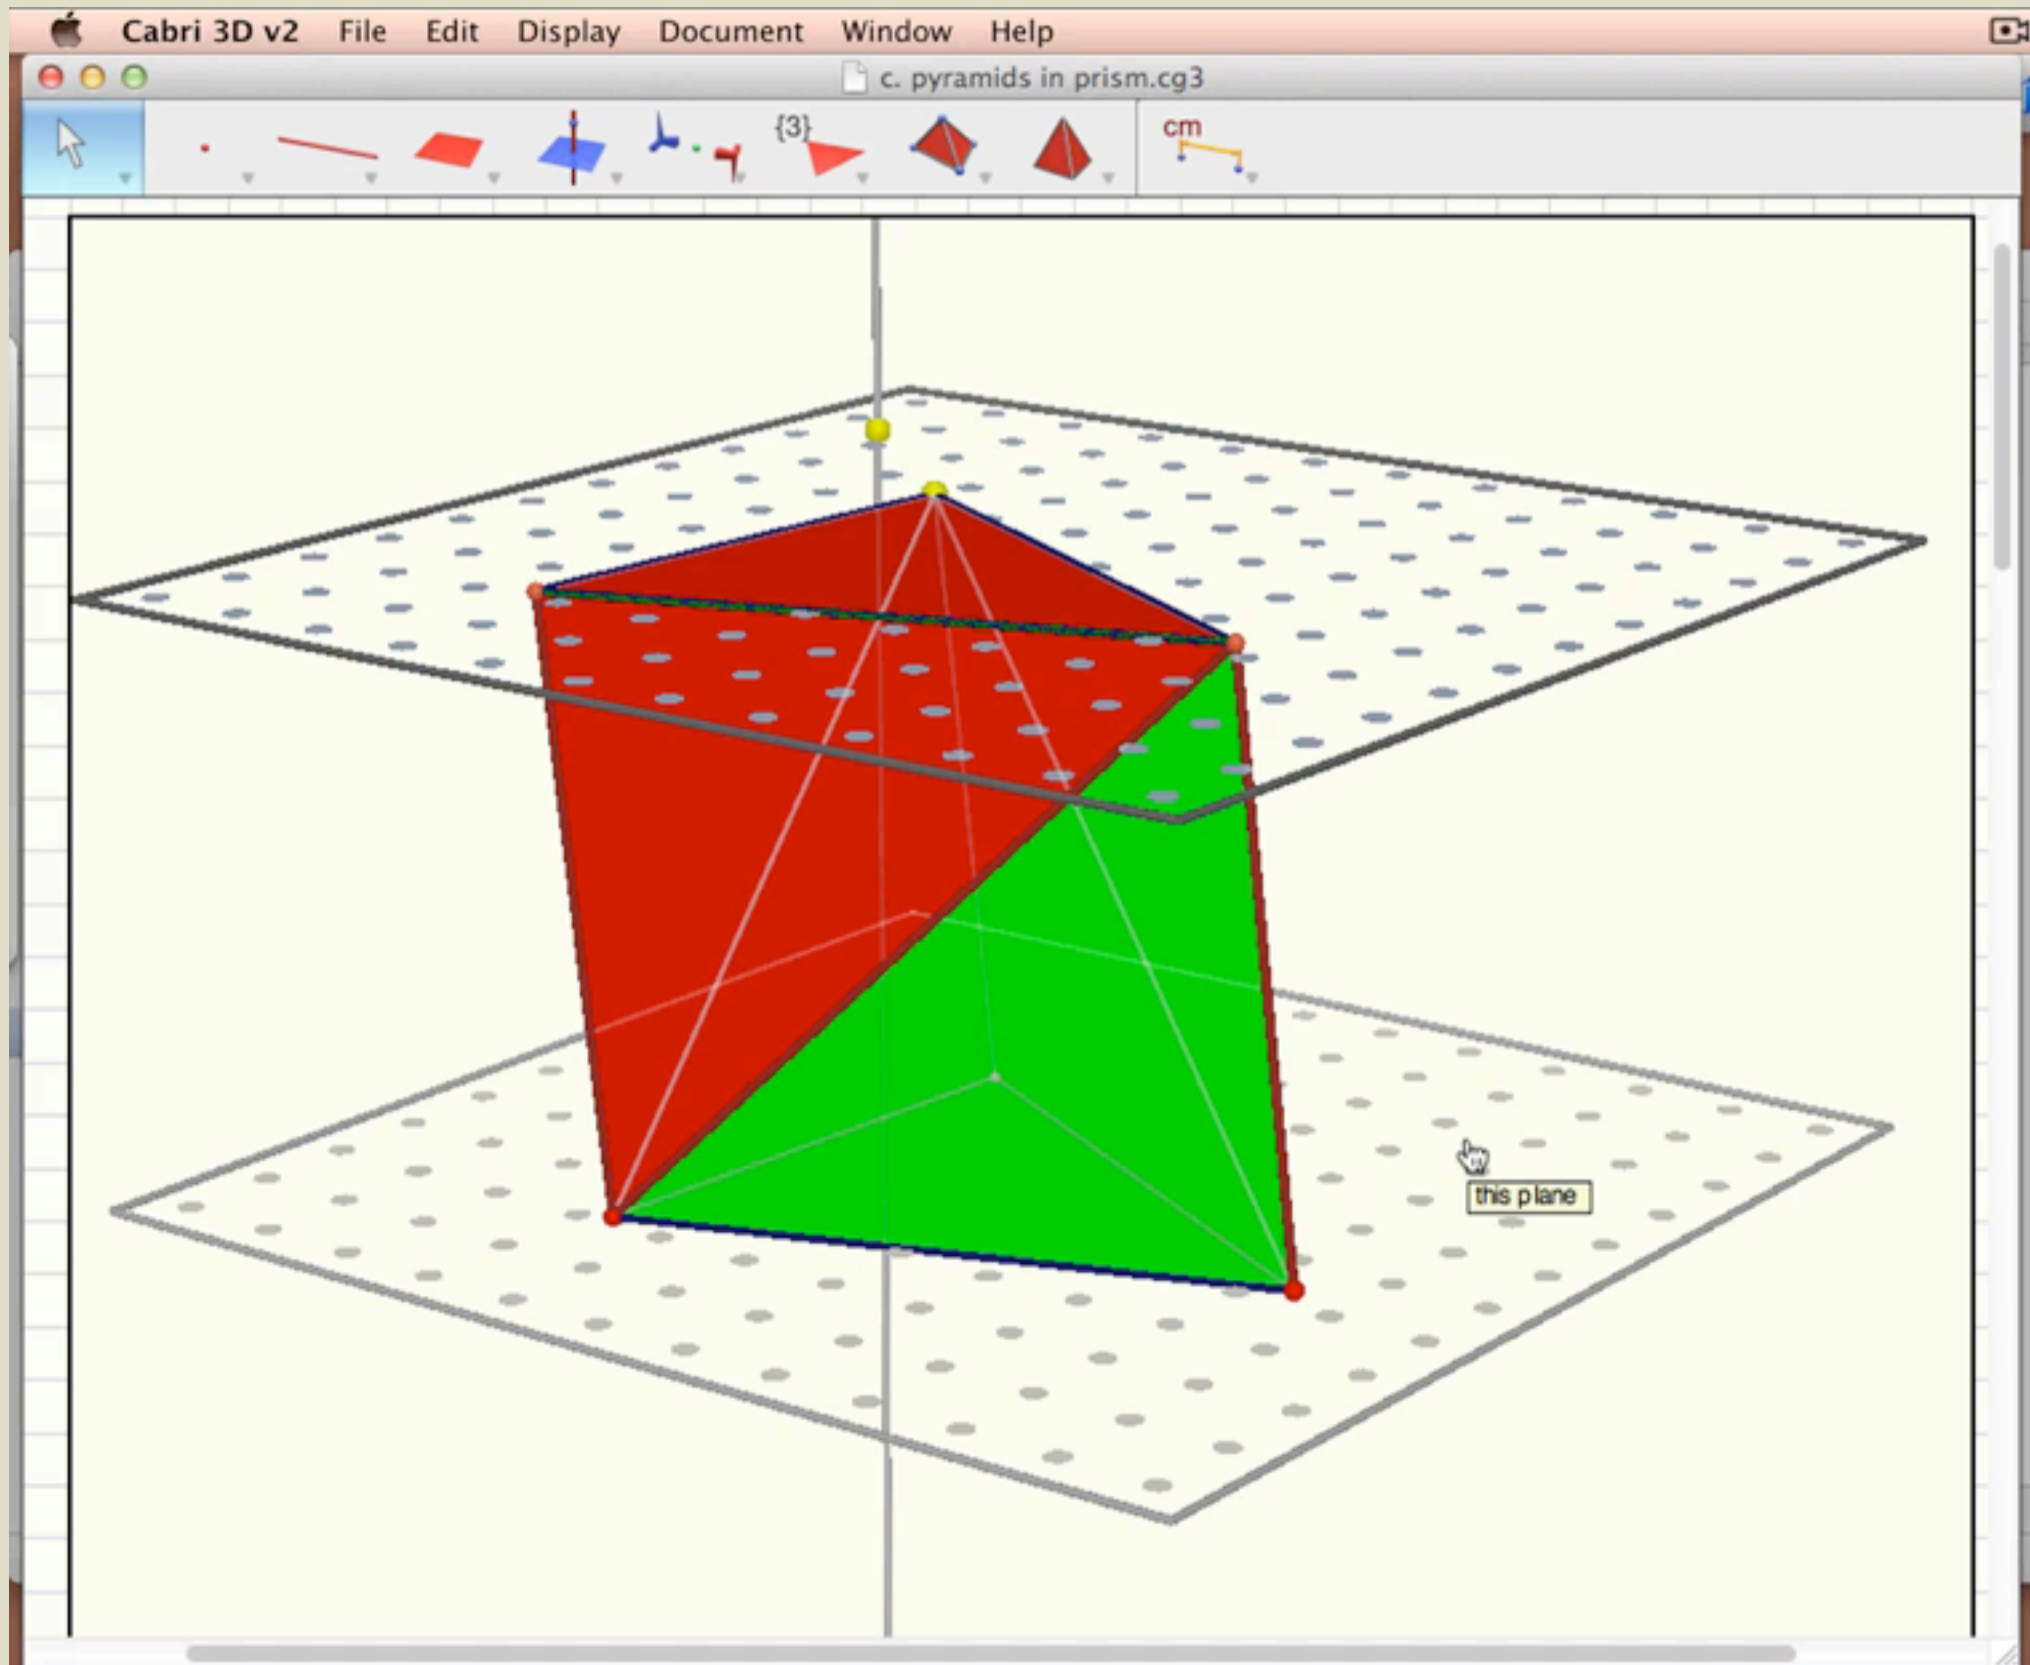 Cabri 3D v2 File Edit Display Document Window Help
c. pyramids in prism.cg3
{3}
cm
this plane